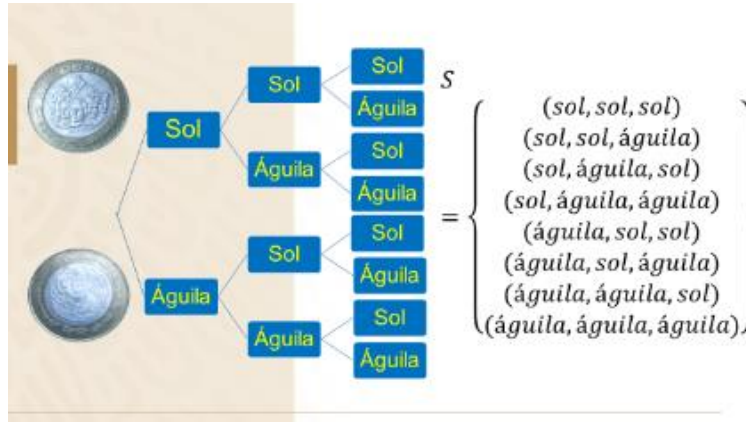 Sol
Sol
Sol
Águila
Águila
Sol
Águila
Águila
Sol
Sol
Águila
Águila
Sol
Águila
S
=
(sol, sol, sol)
(sol, sol, águila)
(sol, águila, sol)
(sol, águila, águila)
(águila, sol, sol)
(águila, sol, águila)
(águila, águila, sol)
(águila, águila, águila)